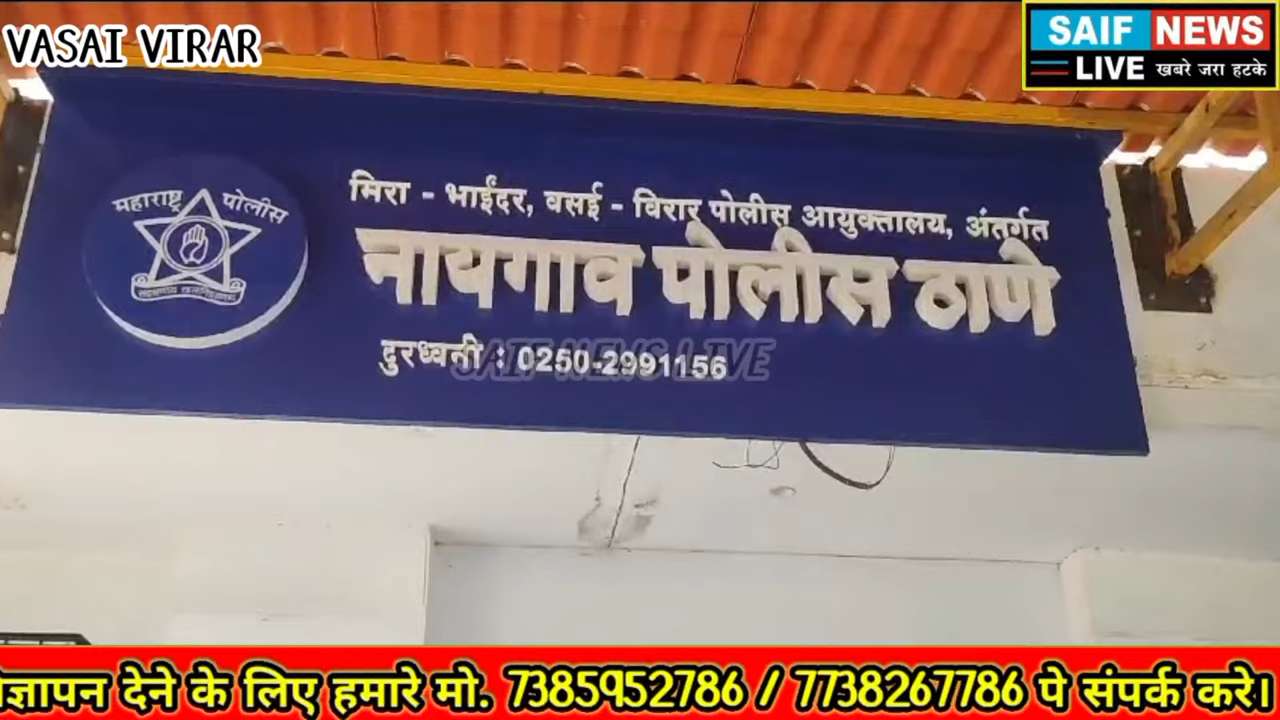 VASAI VIRAR
SAIF NEWS
LIVE खबरे जरा हटके
महाराष्ट्र पोलीस
मिरा - भाईंदर, वसई - विरार पोलीस आयुक्तालय, अंतर्गत
नायगाव पोलीस ठाणे
दुरध्वनी : 0250-2991156
SAIF NEWS LIVE
देने के लिए हमारे मो. 7385952786 / 7738267786 पे संपर्क करे।